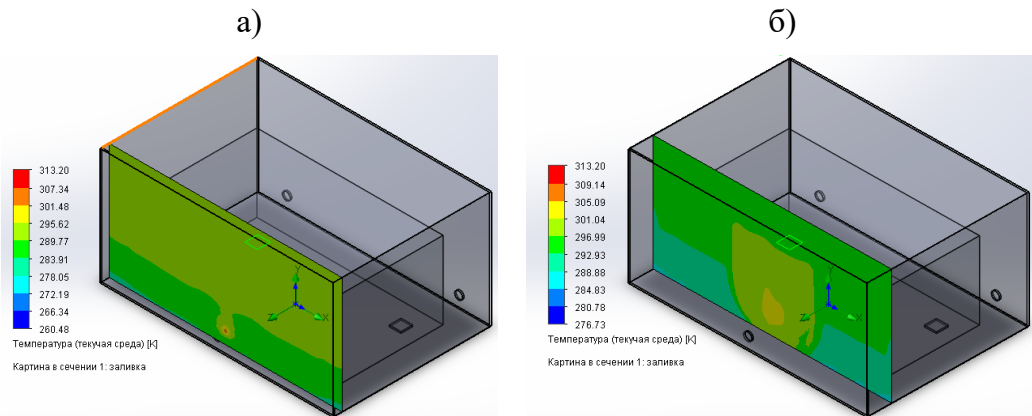 а)
б)
313.20
307.34
301.48
295.62
289.77
283.91
278.05
272.19
266.34
260.48
Температура (текучая среда) [K]
Картина в сечении 1: заливка
313.20
309.14
305.09
301.04
296.99
292.93
288.88
284.83
280.78
276.73
Температура (текучая среда) [K]
Картина в сечении 1: заливка
Y
Z
X
X
Z